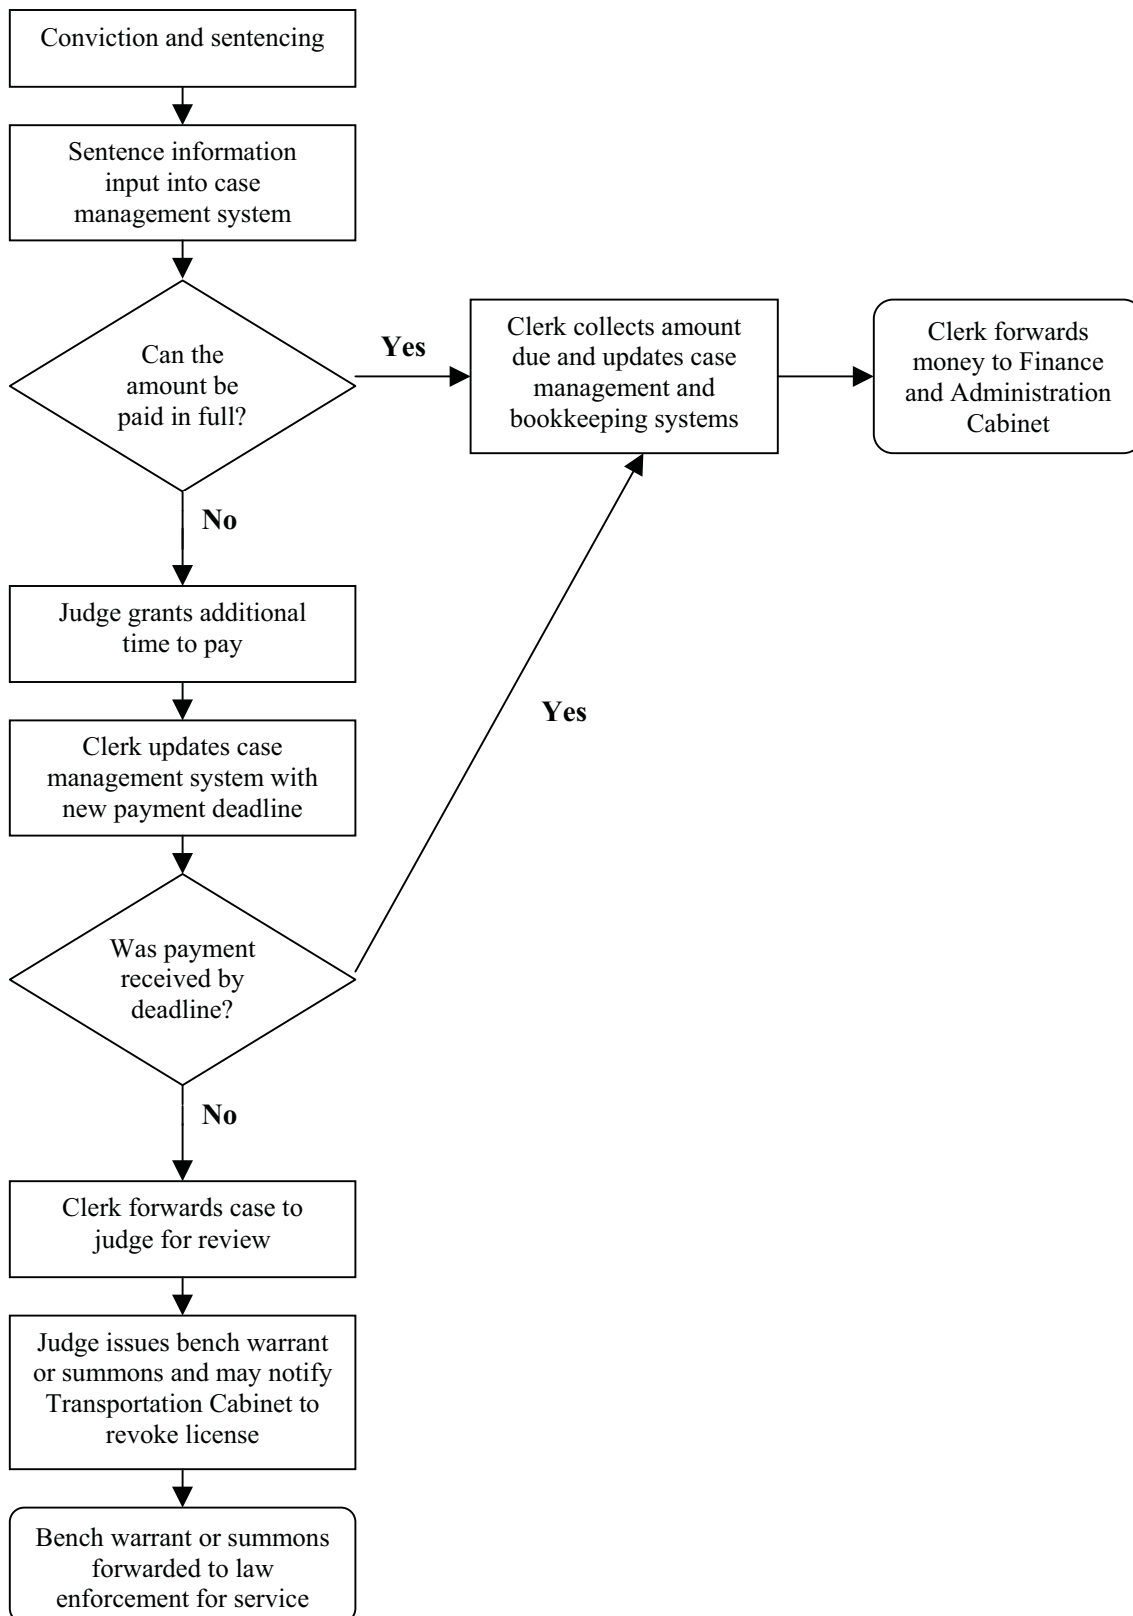 Conviction and sentencing
Sentence information
input into case
management system
Can the
amount be
paid in full?
Yes
Clerk collects amount
due and updates case
management and
bookkeeping systems
Clerk forwards
money to Finance
and Administration
Cabinet
No
Judge grants additional
time to pay
Clerk updates case
management system with
new payment deadline
Yes
Was payment
received by
deadline?
No
Clerk forwards case to
judge for review
Judge issues bench warrant
or summons and may notify
Transportation Cabinet to
revoke license
Bench warrant or summons
forwarded to law
enforcement for service